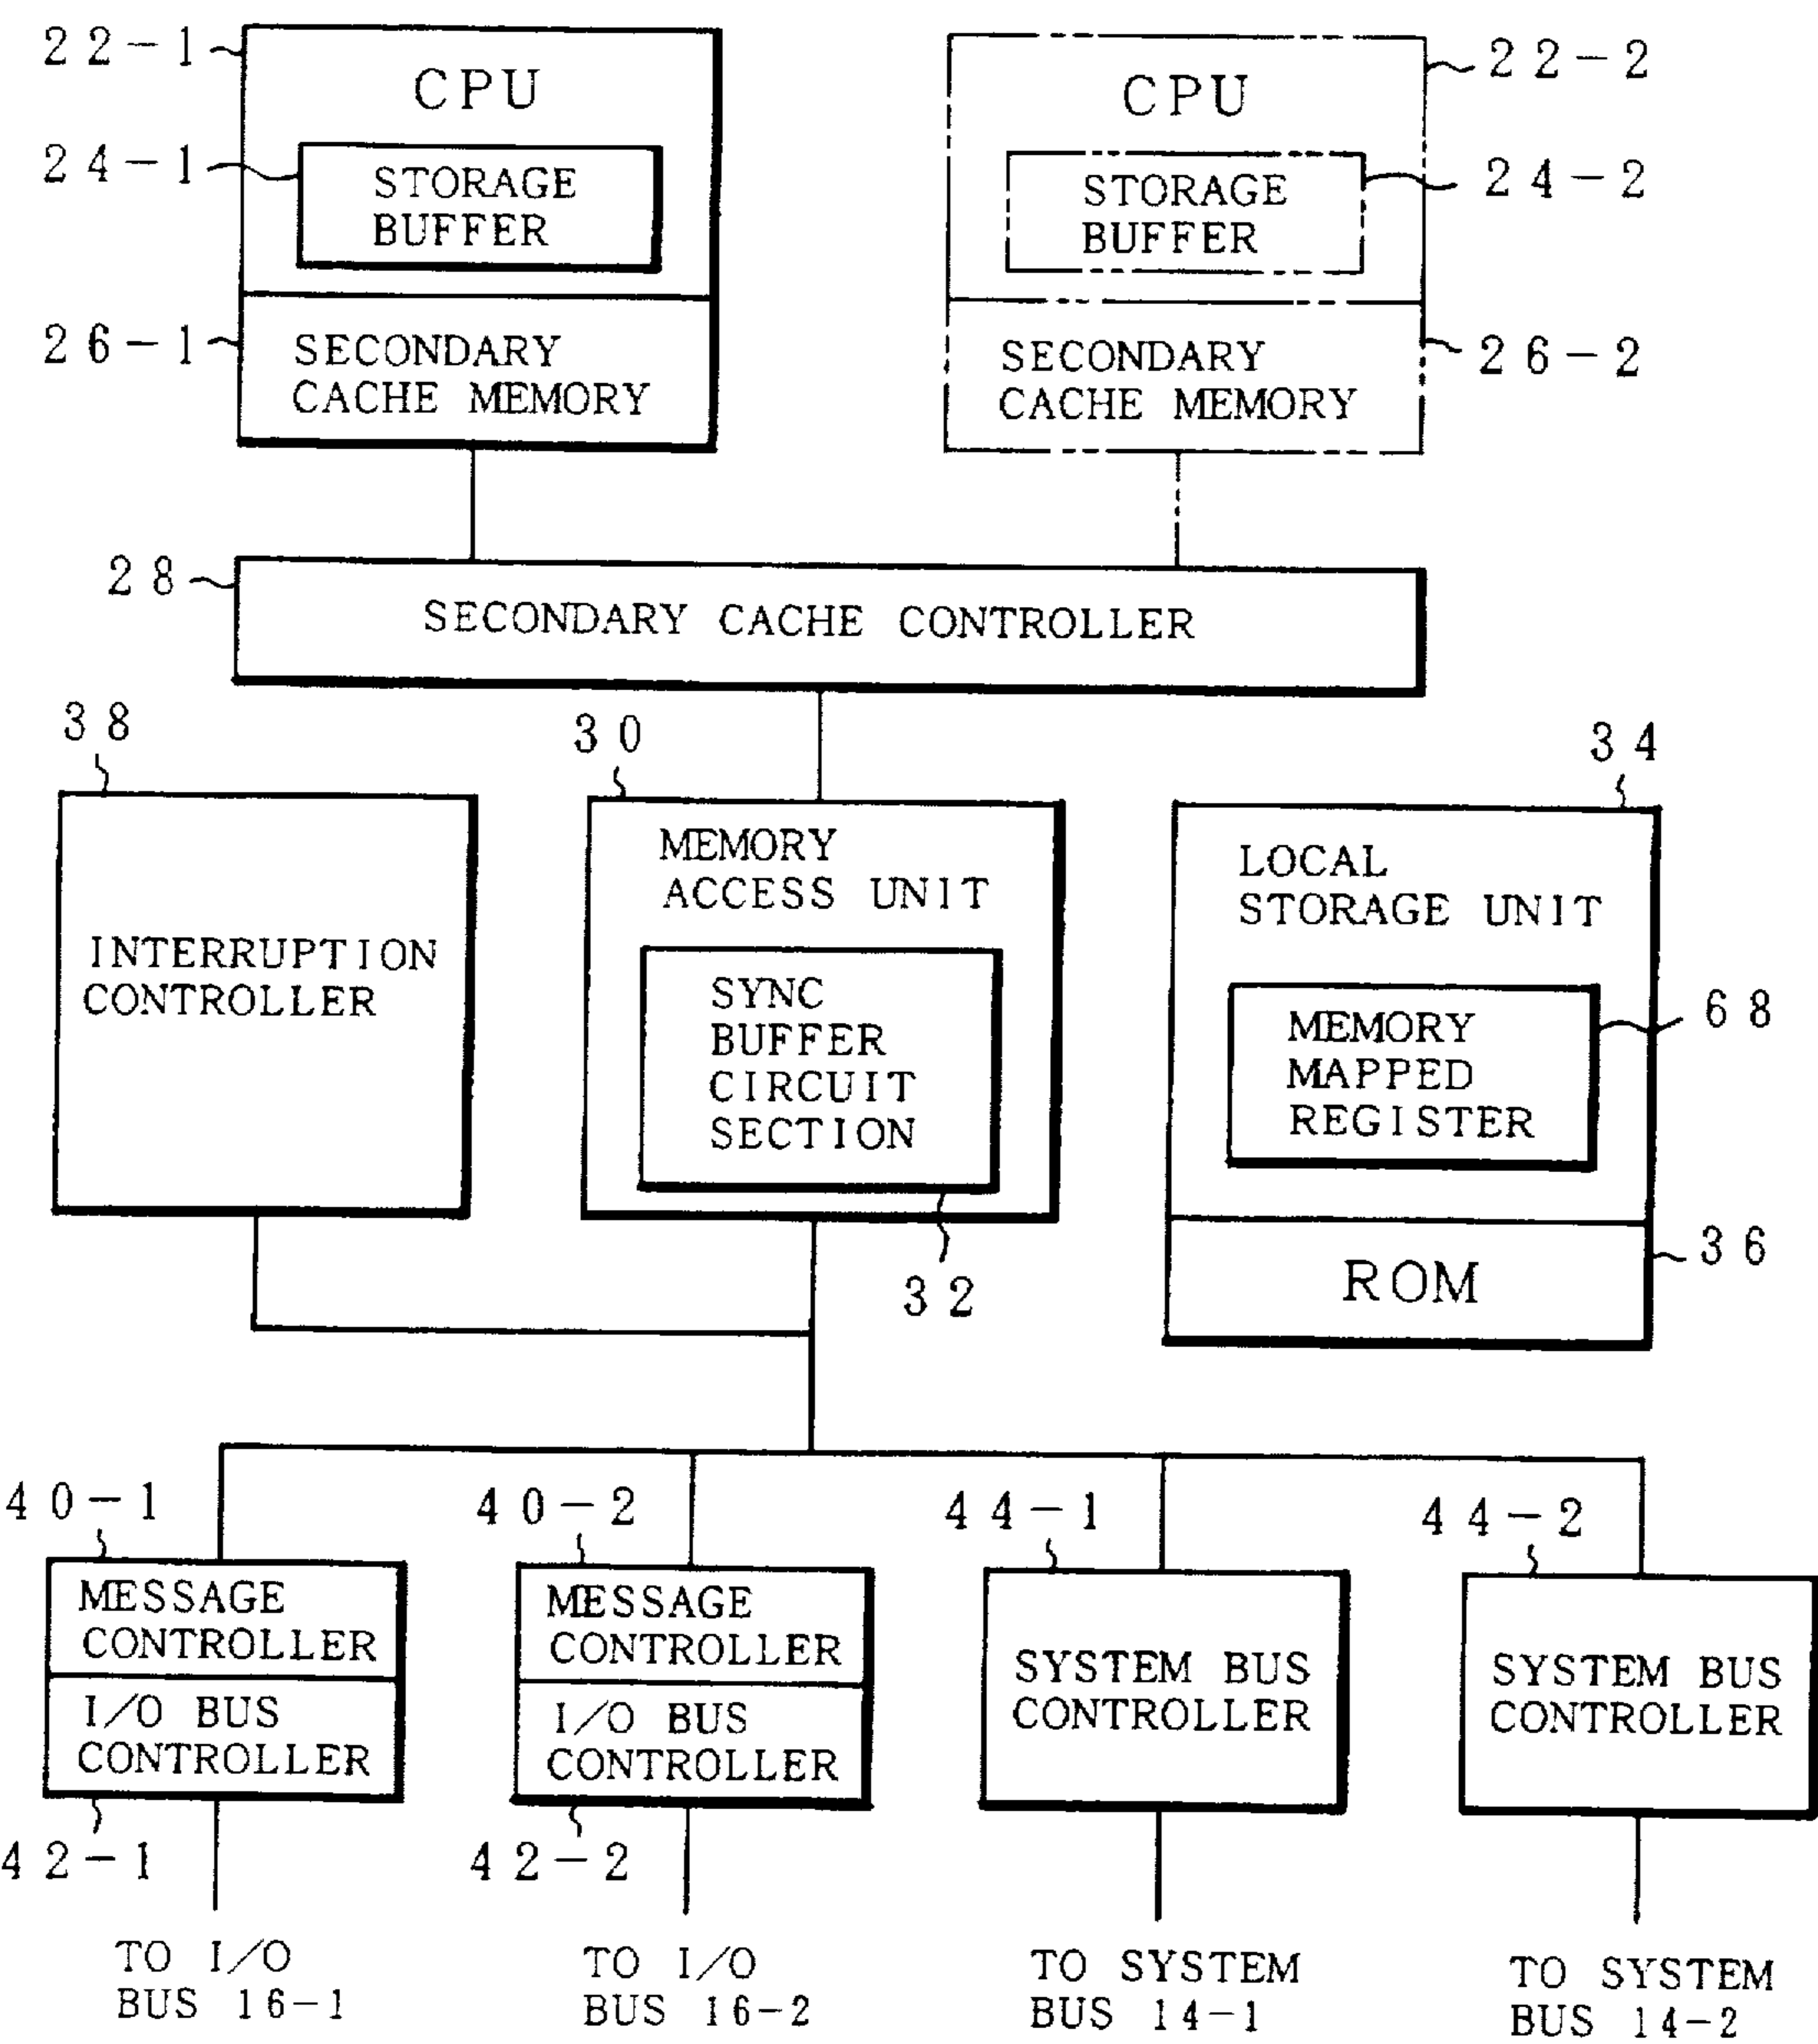 22-1
CPU
24-1
STORAGE
BUFFER
26-1
SECONDARY
CACHE MEMORY
22-2
CPU
24-2
STORAGE
BUFFER
26-2
SECONDARY
CACHE MEMORY
28
SECONDARY CACHE CONTROLLER
38
INTERRUPTION
CONTROLLER
30
MEMORY
ACCESS UNIT
SYNC
BUFFER
CIRCUIT
SECTION
32
34
LOCAL
STORAGE UNIT
MEMORY
MAPPED
REGISTER
68
ROM
36
40-1
MESSAGE
CONTROLLER
I/O BUS
CONTROLLER
42-1
TO I/O
BUS 16-1
40-2
MESSAGE
CONTROLLER
I/O BUS
CONTROLLER
42-2
TO I/O
BUS 16-2
44-1
SYSTEM BUS
CONTROLLER
TO SYSTEM
BUS 14-1
44-2
SYSTEM BUS
CONTROLLER
TO SYSTEM
BUS 14-2